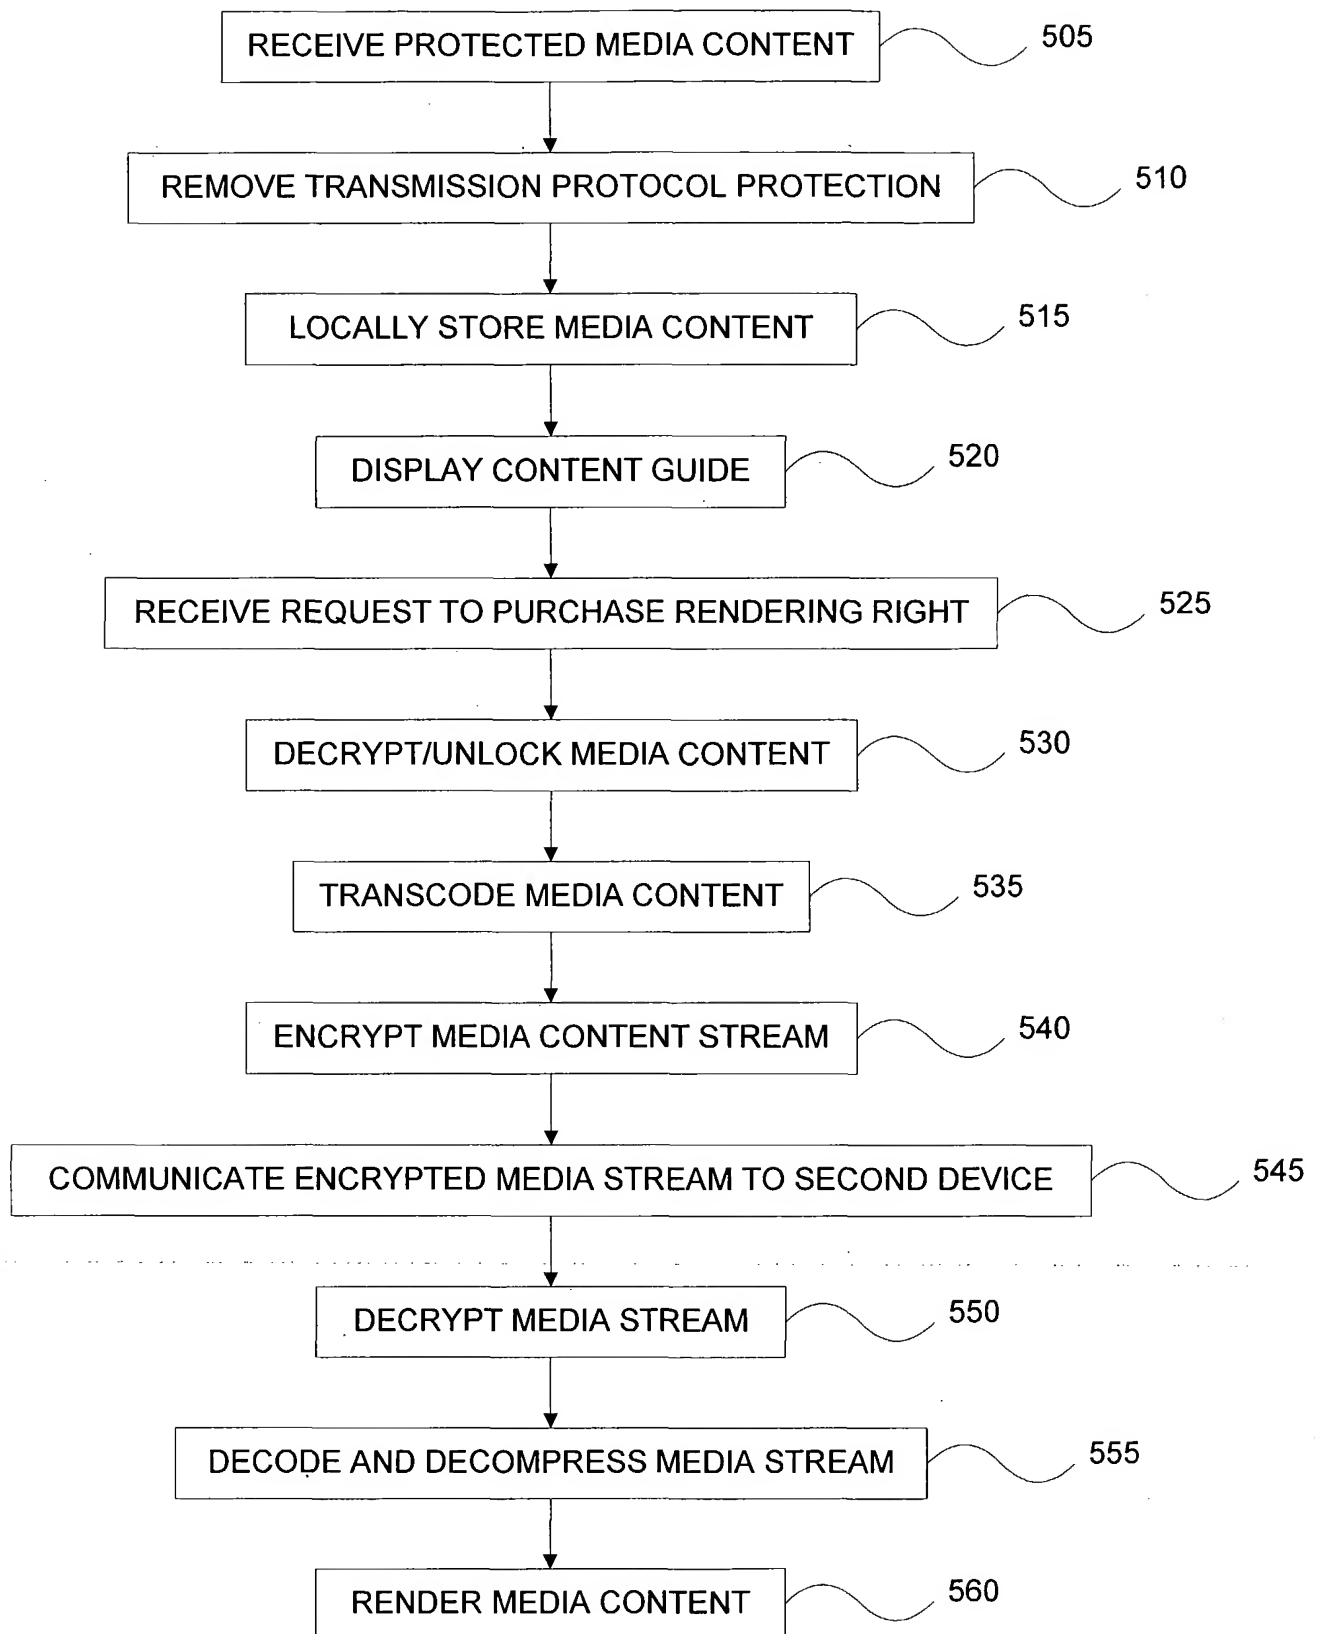 RECEIVE PROTECTED MEDIA CONTENT 505
REMOVE TRANSMISSION PROTOCOL PROTECTION 510
LOCALLY STORE MEDIA CONTENT 515
DISPLAY CONTENT GUIDE 520
RECEIVE REQUEST TO PURCHASE RENDERING RIGHT 525
DECRYPT/UNLOCK MEDIA CONTENT 530
TRANSCODE MEDIA CONTENT 535
ENCRYPT MEDIA CONTENT STREAM 540
COMMUNICATE ENCRYPTED MEDIA STREAM TO SECOND DEVICE 545
DECRYPT MEDIA STREAM 550
DECODE AND DECOMPRESS MEDIA STREAM 555
RENDER MEDIA CONTENT 560